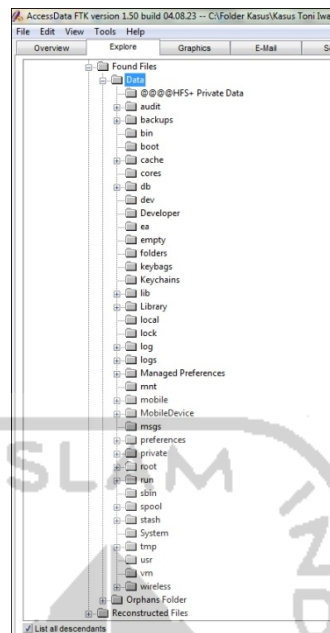 AccessData FTK version 1.50 build 04.08.23 -- C:\Folder Kasus\Kasus Toni Iwa
File Edit View Tools Help
Overview Explore Graphics E-Mail S
Found Files
Data
@@@@HFS+ Private Data
audit
backups
bin
boot
cache
cores
db
dev
Developer
ea
empty
folders
keybags
Keychains
lib
Library
local
lock
log
logs
Managed Preferences
mnt
mobile
MobileDevice
msgs
preferences
private
root
run
sbin
spool
stash
System
tmp
usr
vm
wireless
Orphans Folder
Reconstructed Files
List all descendants
SLAM